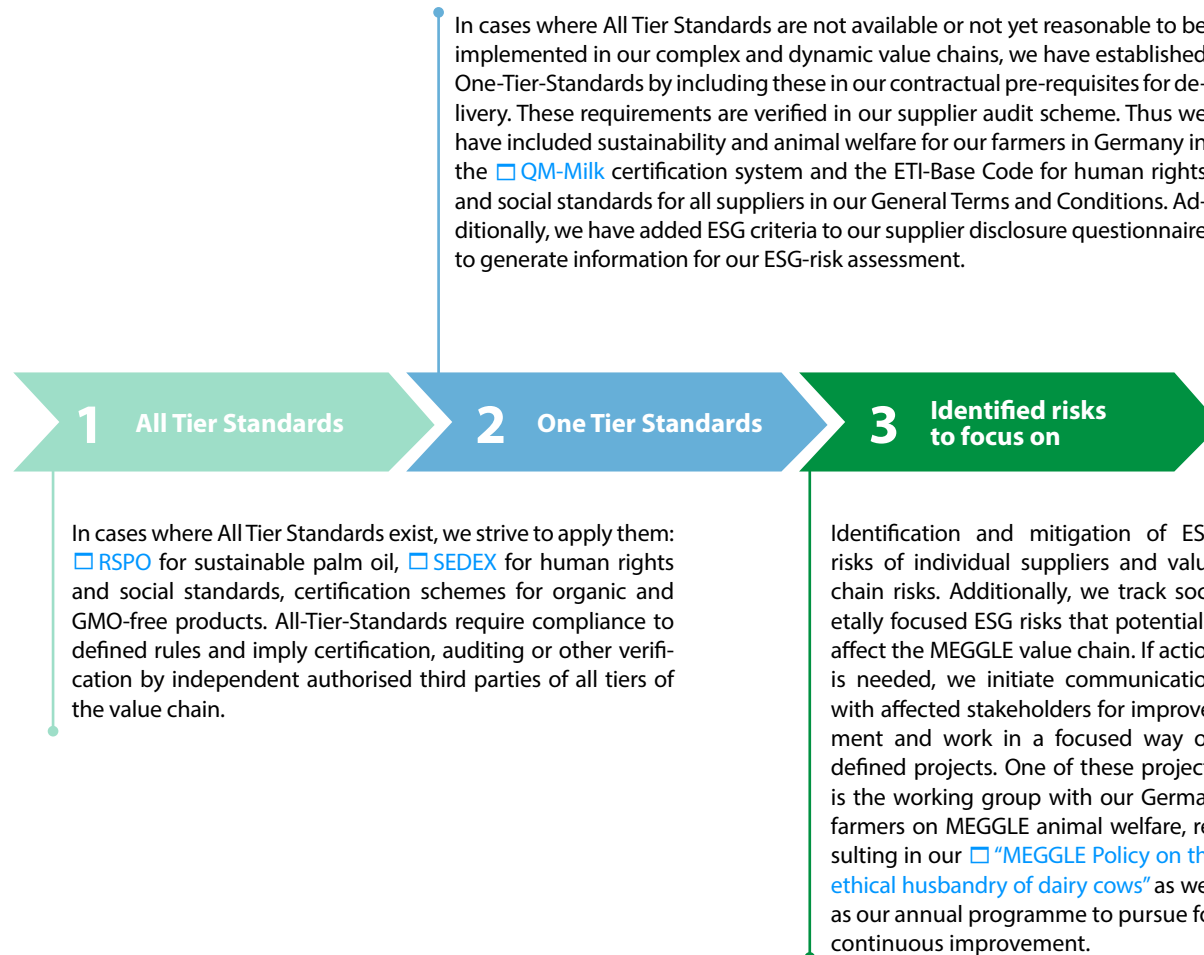 In cases where All Tier Standards are not available or not yet reasonable to be
implemented in our complex and dynamic value chains, we have established
One-Tier-Standards by including these in our contractual pre-requisites for de-
livery. These requirements are verified in our supplier audit scheme. Thus we
have included sustainability and animal welfare for our farmers in Germany in
the QM-Milk certification system and the ETI-Base Code for human rights
and social standards for all suppliers in our General Terms and Conditions. Ad-
ditionally, we have added ESG criteria to our supplier disclosure questionnaire
to generate information for our ESG-risk assessment.
1 All Tier Standards
2 One Tier Standards
3 Identified risks
to focus on
In cases where All Tier Standards exist, we strive to apply them:
RSPO for sustainable palm oil, SEDEX for human rights
and social standards, certification schemes for organic and
GMO-free products. All-Tier-Standards require compliance to
defined rules and imply certification, auditing or other verifi-
cation by independent authorised third parties of all tiers of
the value chain.
Identification and mitigation of ES
risks of individual suppliers and valu
chain risks. Additionally, we track soc
etally focused ESG risks that potential
affect the MEGGLE value chain. If actio
is needed, we initiate communicatio
with affected stakeholders for improve
ment and work in a focused way o
defined projects. One of these project
is the working group with our Germa
farmers on MEGGLE animal welfare, re
sulting in our “MEGGLE Policy on th
ethical husbandry of dairy cows” as we
as our annual programme to pursue fo
continuous improvement.